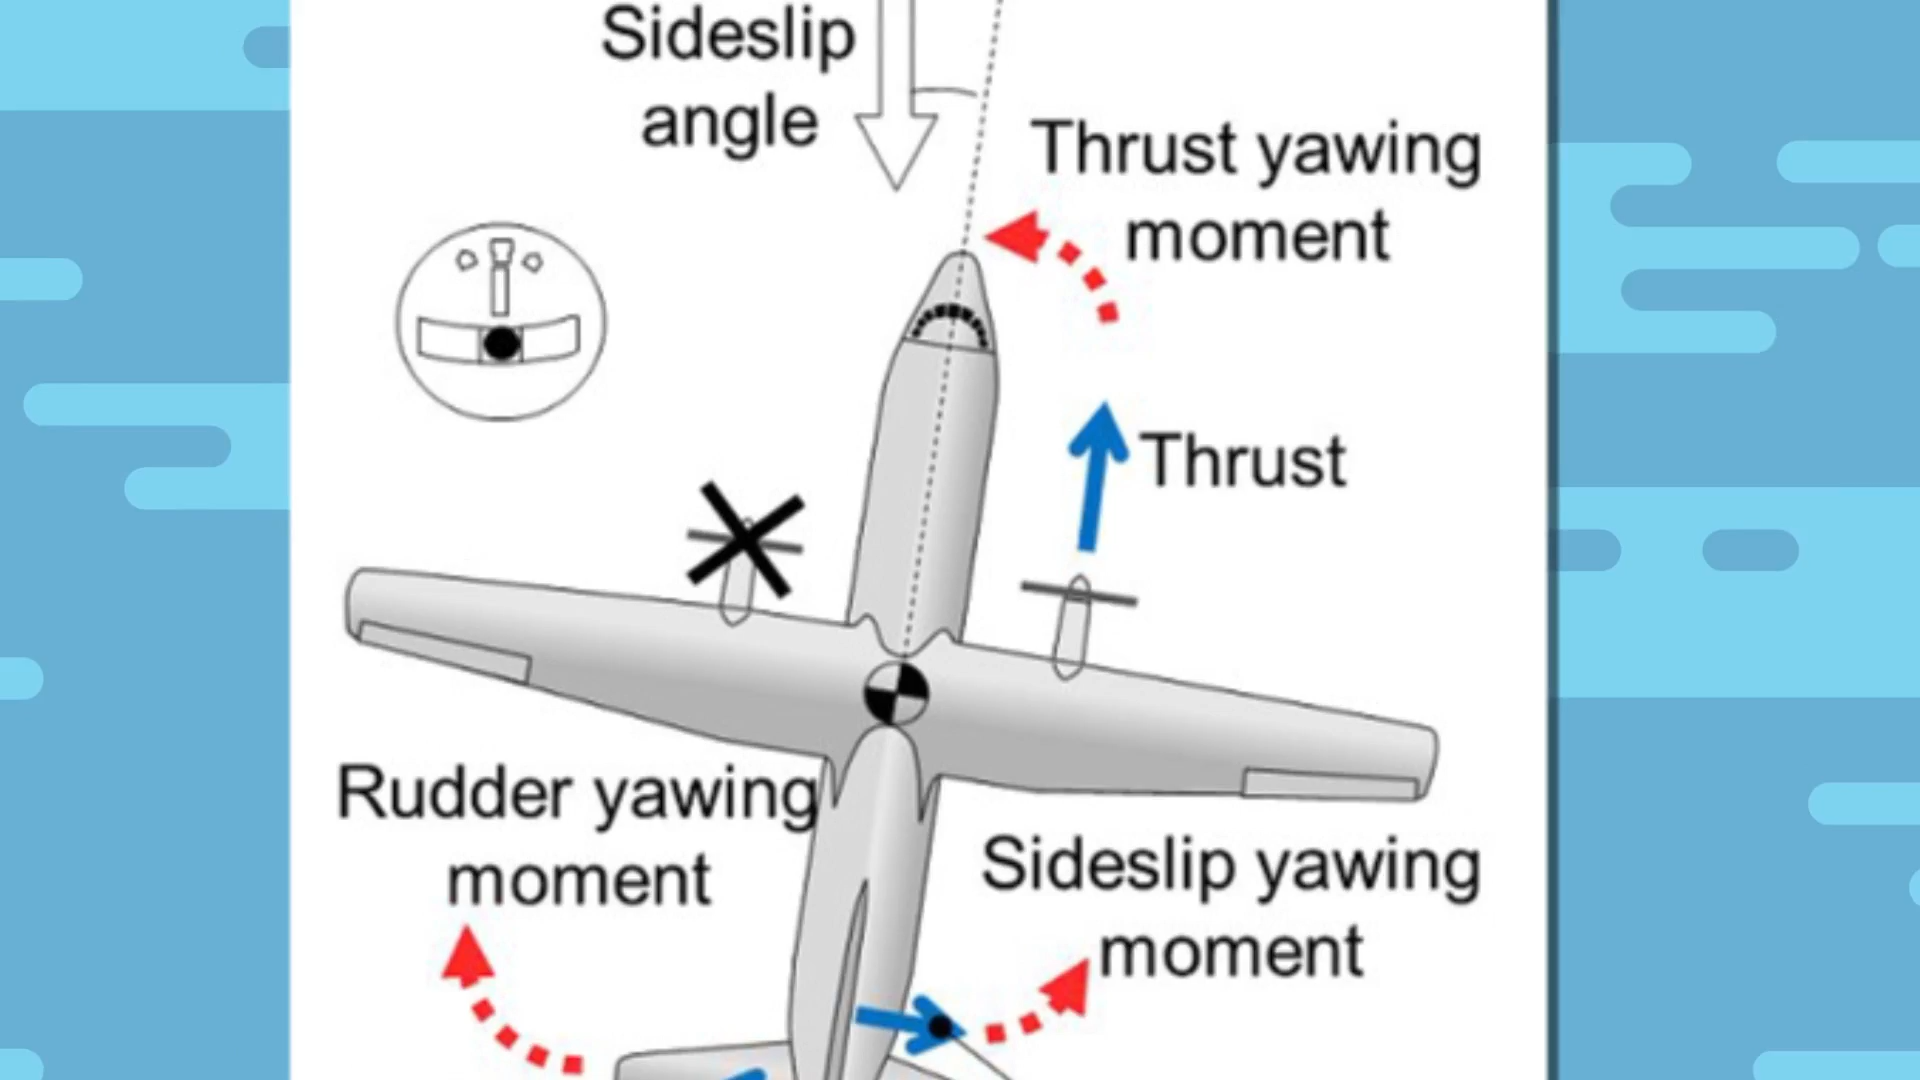 Sideslip
angle
Thrust yawing
moment
Thrust
Rudder yawing
moment
Sideslip yawing
moment